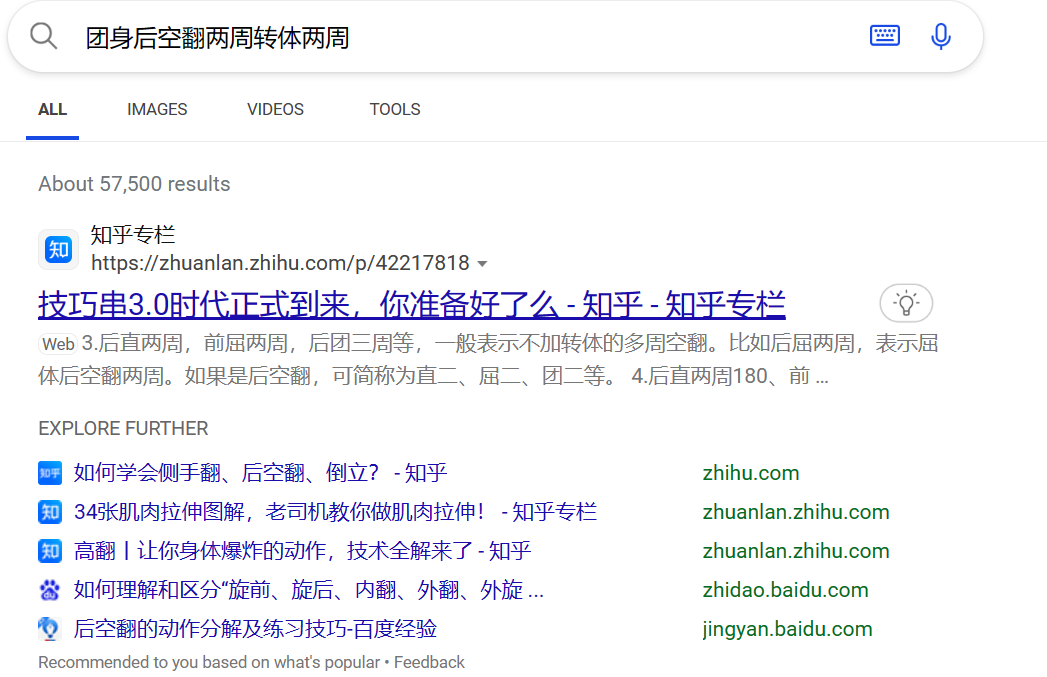 团身后空翻两周转体两周
ALL IMAGES VIDEOS TOOLS
About 57,500 results
知 知乎专栏
https://zhuanlan.zhihu.com/p/42217818
技巧串3.0时代正式到来，你准备好了么 - 知乎 - 知乎专栏
Web 3.后直两周，前屈两周，后团三周等，一般表示不加转体的多周空翻。比如后屈两周，表示屈
体后空翻两周。如果是后空翻，可简称为直二、屈二、团二等。 4.后直两周180、前 ...
EXPLORE FURTHER
知乎 如何学会侧手翻、后空翻、倒立？ - 知乎 zhihu.com
知 34张肌肉拉伸图解，老司机教你做肌肉拉伸！ - 知乎专栏 zhuanlan.zhihu.com
知 高翻丨让你身体爆炸的动作，技术全解来了 - 知乎 zhuanlan.zhihu.com
du 如何理解和区分“旋前、旋后、内翻、外翻、外旋 ... zhidao.baidu.com
后空翻的动作分解及练习技巧-百度经验 jingyan.baidu.com
Recommended to you based on what's popular • Feedback